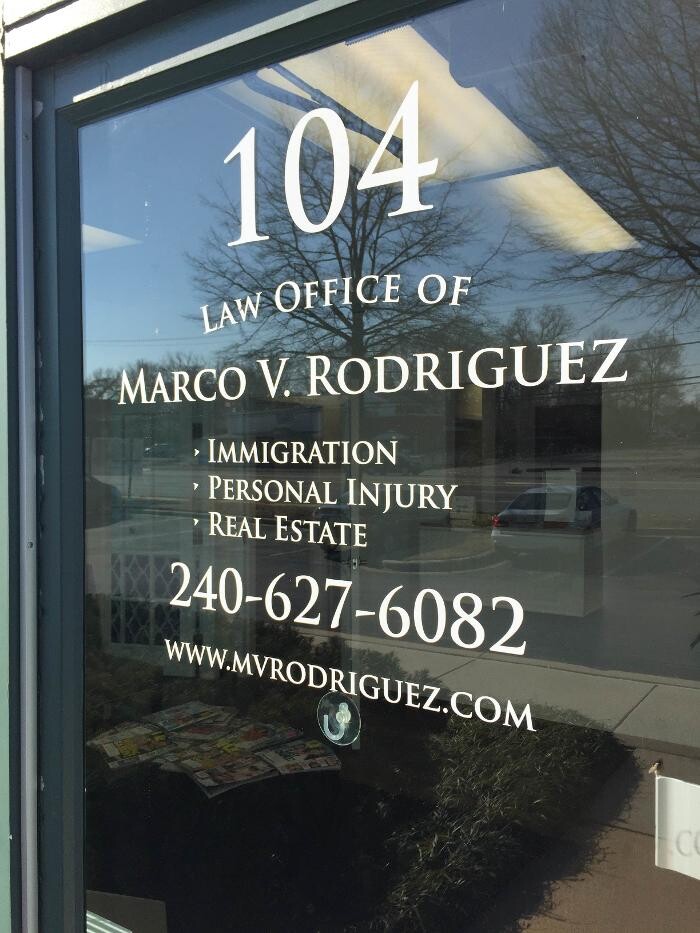 104
LAW OFFICE OF
MARCO V. RODRIGUEZ
› IMMIGRATION
› PERSONAL INJURY
› REAL ESTATE
240-627-6082
WWW.MVRODRIGUEZ.COM